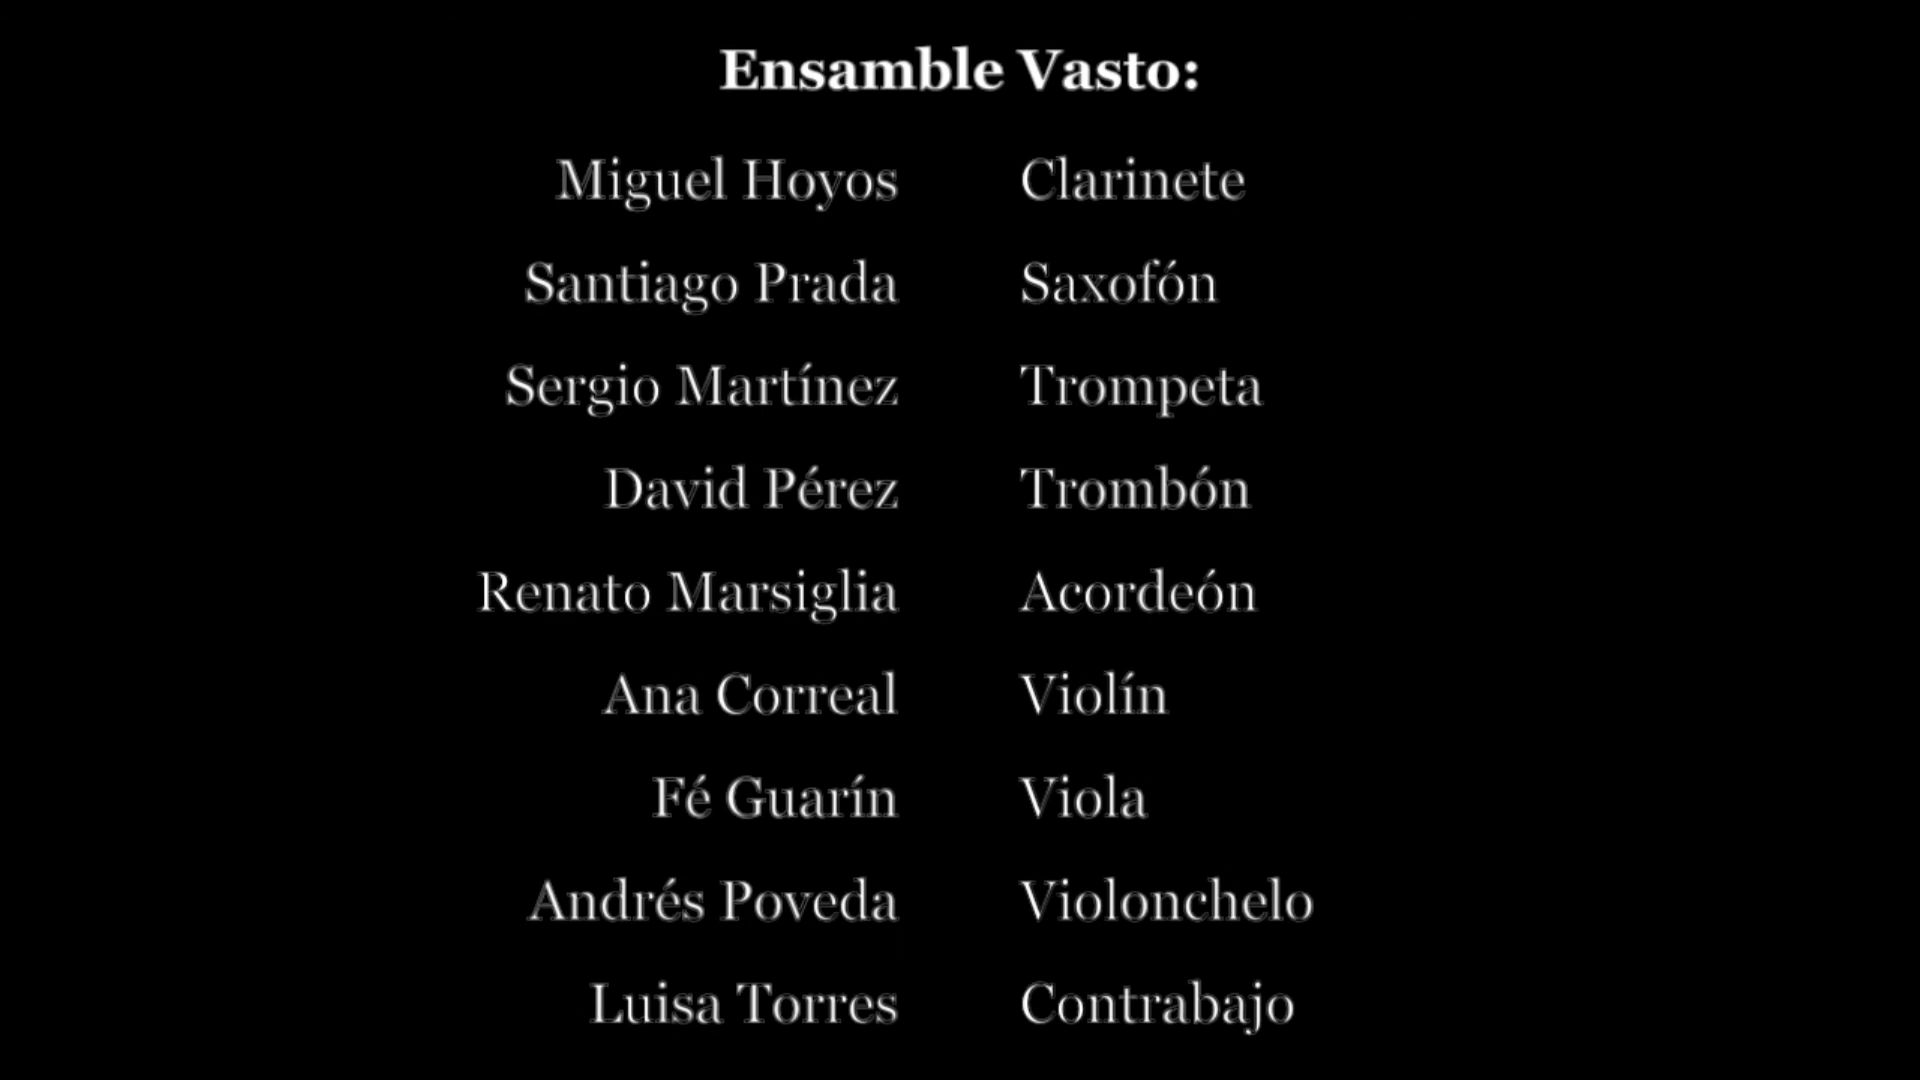 Ensamble Vasto:
Miguel Hoyos Clarinete
Santiago Prada Saxofón
Sergio Martínez Trompeta
David Pérez Trombón
Renato Marsiglia Acordeón
Ana Correal Violín
Fé Guarín Viola
Andrés Poveda Violonchelo
Luisa Torres Contrabajo